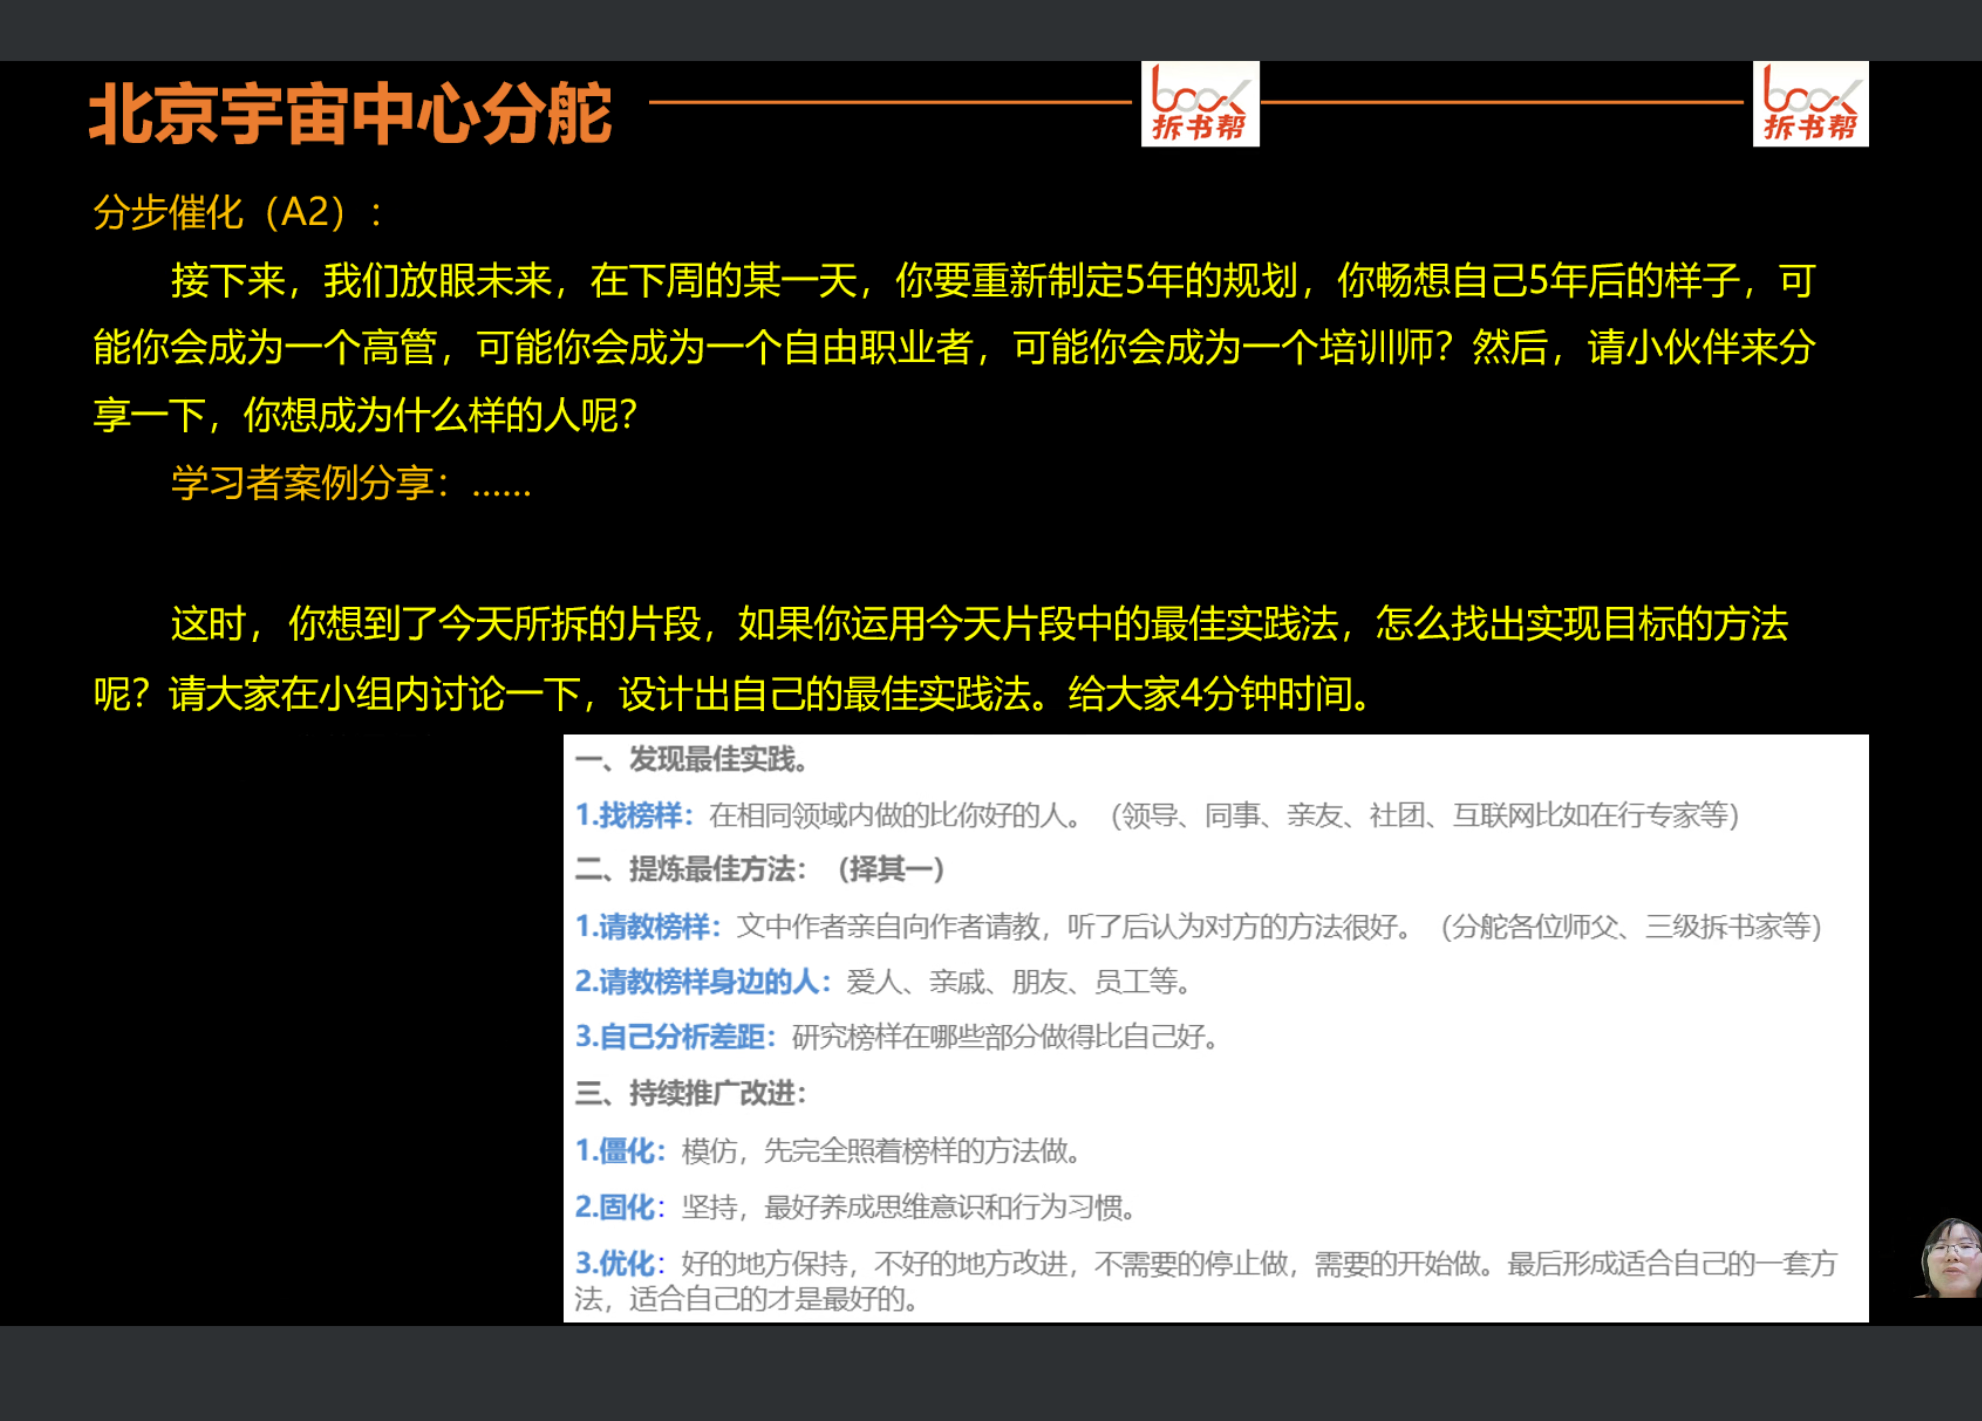 北京宇宙中心分舵
book
拆书帮
book
拆书帮
分步催化（A2）：
接下来，我们放眼未来，在下周的某一天，你要重新制定5年的规划，你畅想自己5年后的样子，可
能你会成为一个高管，可能你会成为一个自由职业者，可能你会成为一个培训师？然后，请小伙伴来分
享一下，你想成为什么样的人呢？
学习者案例分享：……
这时， 你想到了今天所拆的片段，如果你运用今天片段中的最佳实践法，怎么找出实现目标的方法
呢？请大家在小组内讨论一下，设计出自己的最佳实践法。给大家4分钟时间。
一、发现最佳实践。
1.找榜样：在相同领域内做的比你好的人。（领导、同事、亲友、社团、互联网比如在行专家等）
二、提炼最佳方法：（择其一）
1.请教榜样：文中作者亲自向作者请教，听了后认为对方的方法很好。（分舵各位师父、三级拆书家等）
2.请教榜样身边的人：爱人、亲戚、朋友、员工等。
3.自己分析差距：研究榜样在哪些部分做得比自己好。
三、持续推广改进：
1.僵化：模仿，先完全照着榜样的方法做。
2.固化：坚持，最好养成思维意识和行为习惯。
3.优化：好的地方保持，不好的地方改进，不需要的停止做，需要的开始做。最后形成适合自己的一套方
法，适合自己的才是最好的。